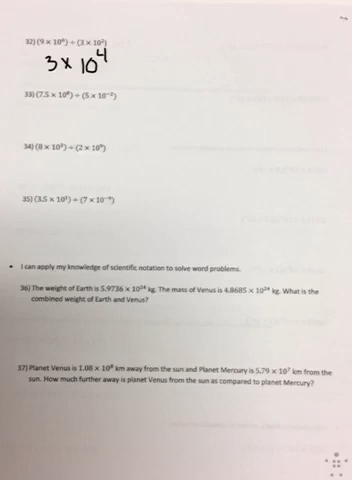 32) (9 × 10⁶) ÷ (3 × 10²)
3 × 10⁴
33) (7.5 × 10⁶) ÷ (5 × 10⁻²)
34) (8 × 10³) ÷ (2 × 10⁹)
35) (3.5 × 10¹) ÷ (7 × 10⁻⁹)
• I can apply my knowledge of scientific notation to solve word problems.
36) The weight of Earth is 5.9736 × 10²⁴ kg. The mass of Venus is 4.8685 × 10²⁴ kg. What is the
combined weight of Earth and Venus?
37) Planet Venus is 1.08 × 10⁸ km away from the sun and Planet Mercury is 5.79 × 10⁷ km from the
sun. How much further away is planet Venus from the sun as compared to planet Mercury?